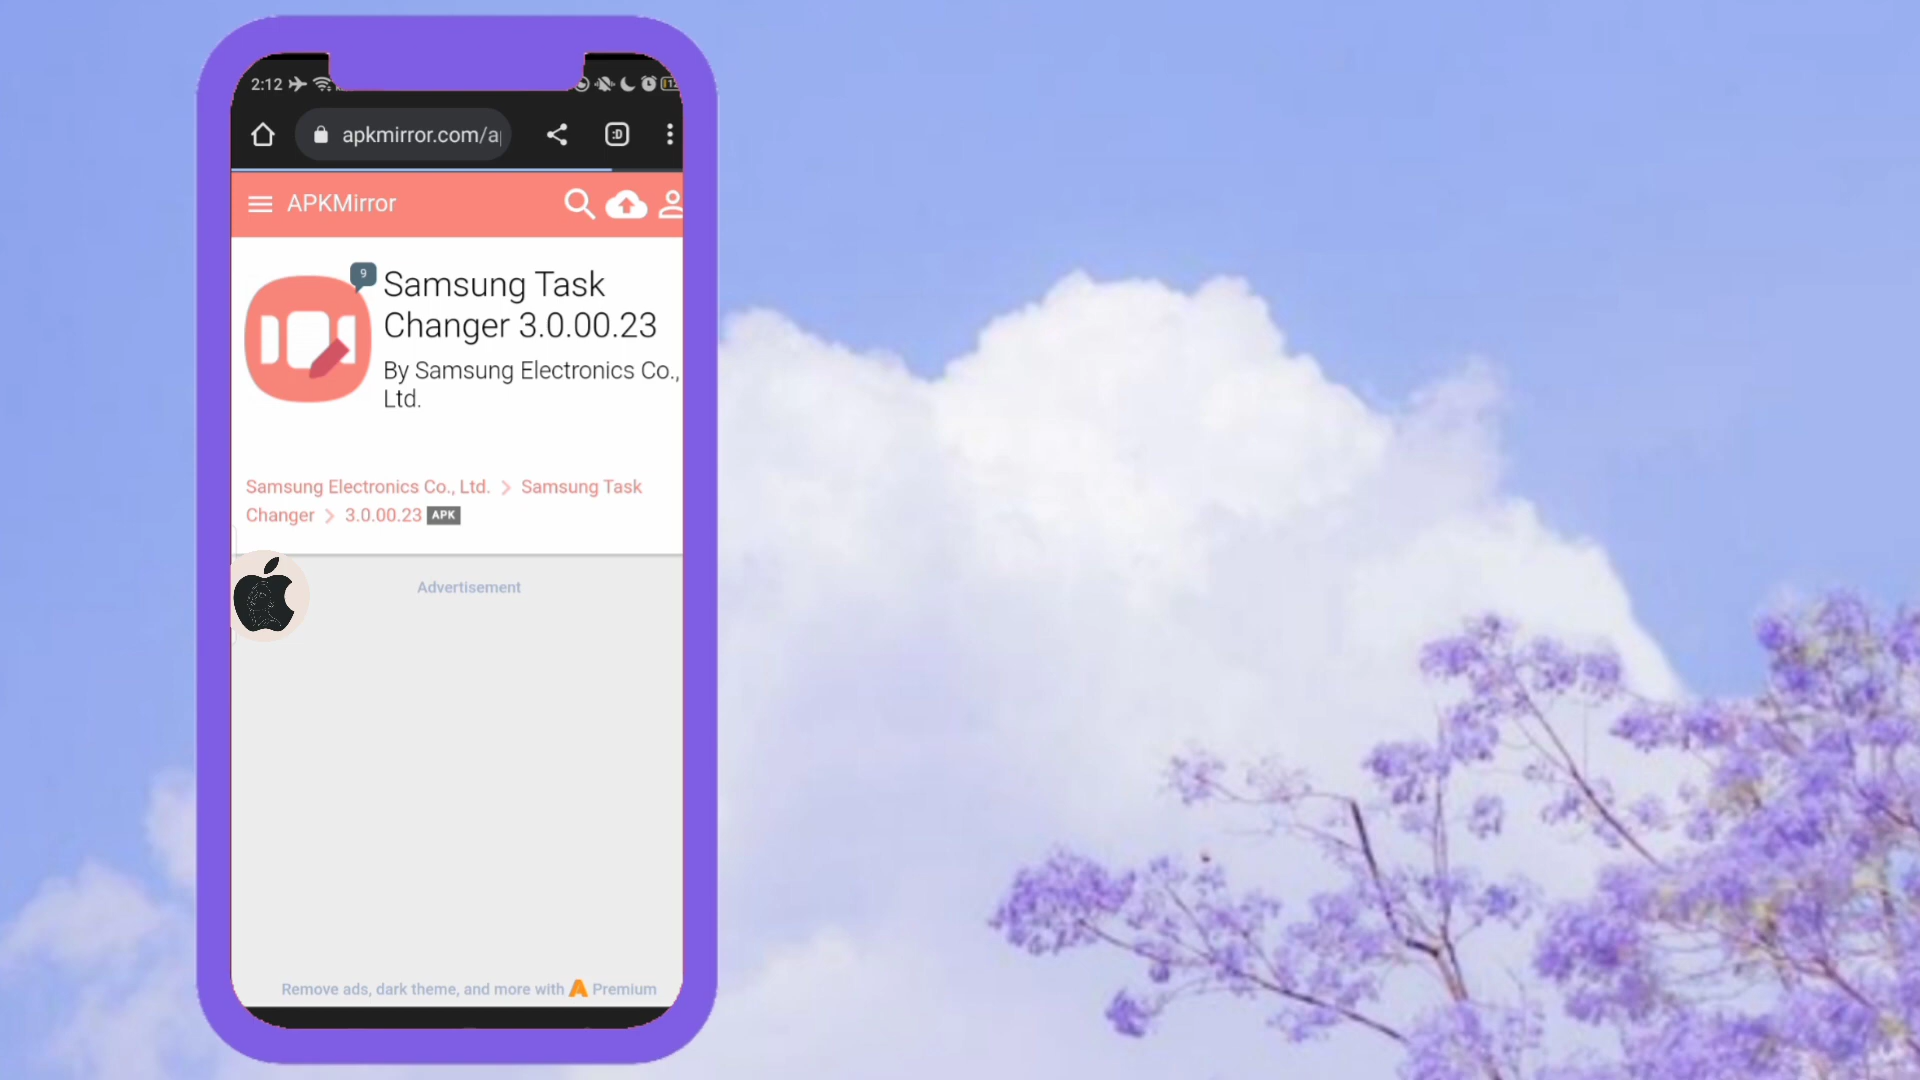 2:12
apkmirror.com/a
:D
APKMirror
9
Samsung Task
Changer 3.0.00.23
By Samsung Electronics Co.,
Ltd.
Samsung Electronics Co., Ltd. > Samsung Task
Changer > 3.0.00.23 APK
Advertisement
Remove ads, dark theme, and more with Premium